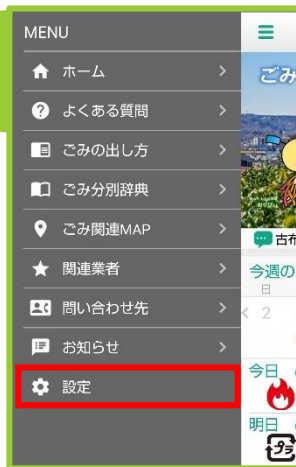 MENU
ホーム
よくある質問
ごみの出し方
ごみ分別辞典
ごみ関連MAP
関連業者
問い合わせ先
お知らせ
設定
ごみ
古布
今週の
日
2
今日
明日
プラ